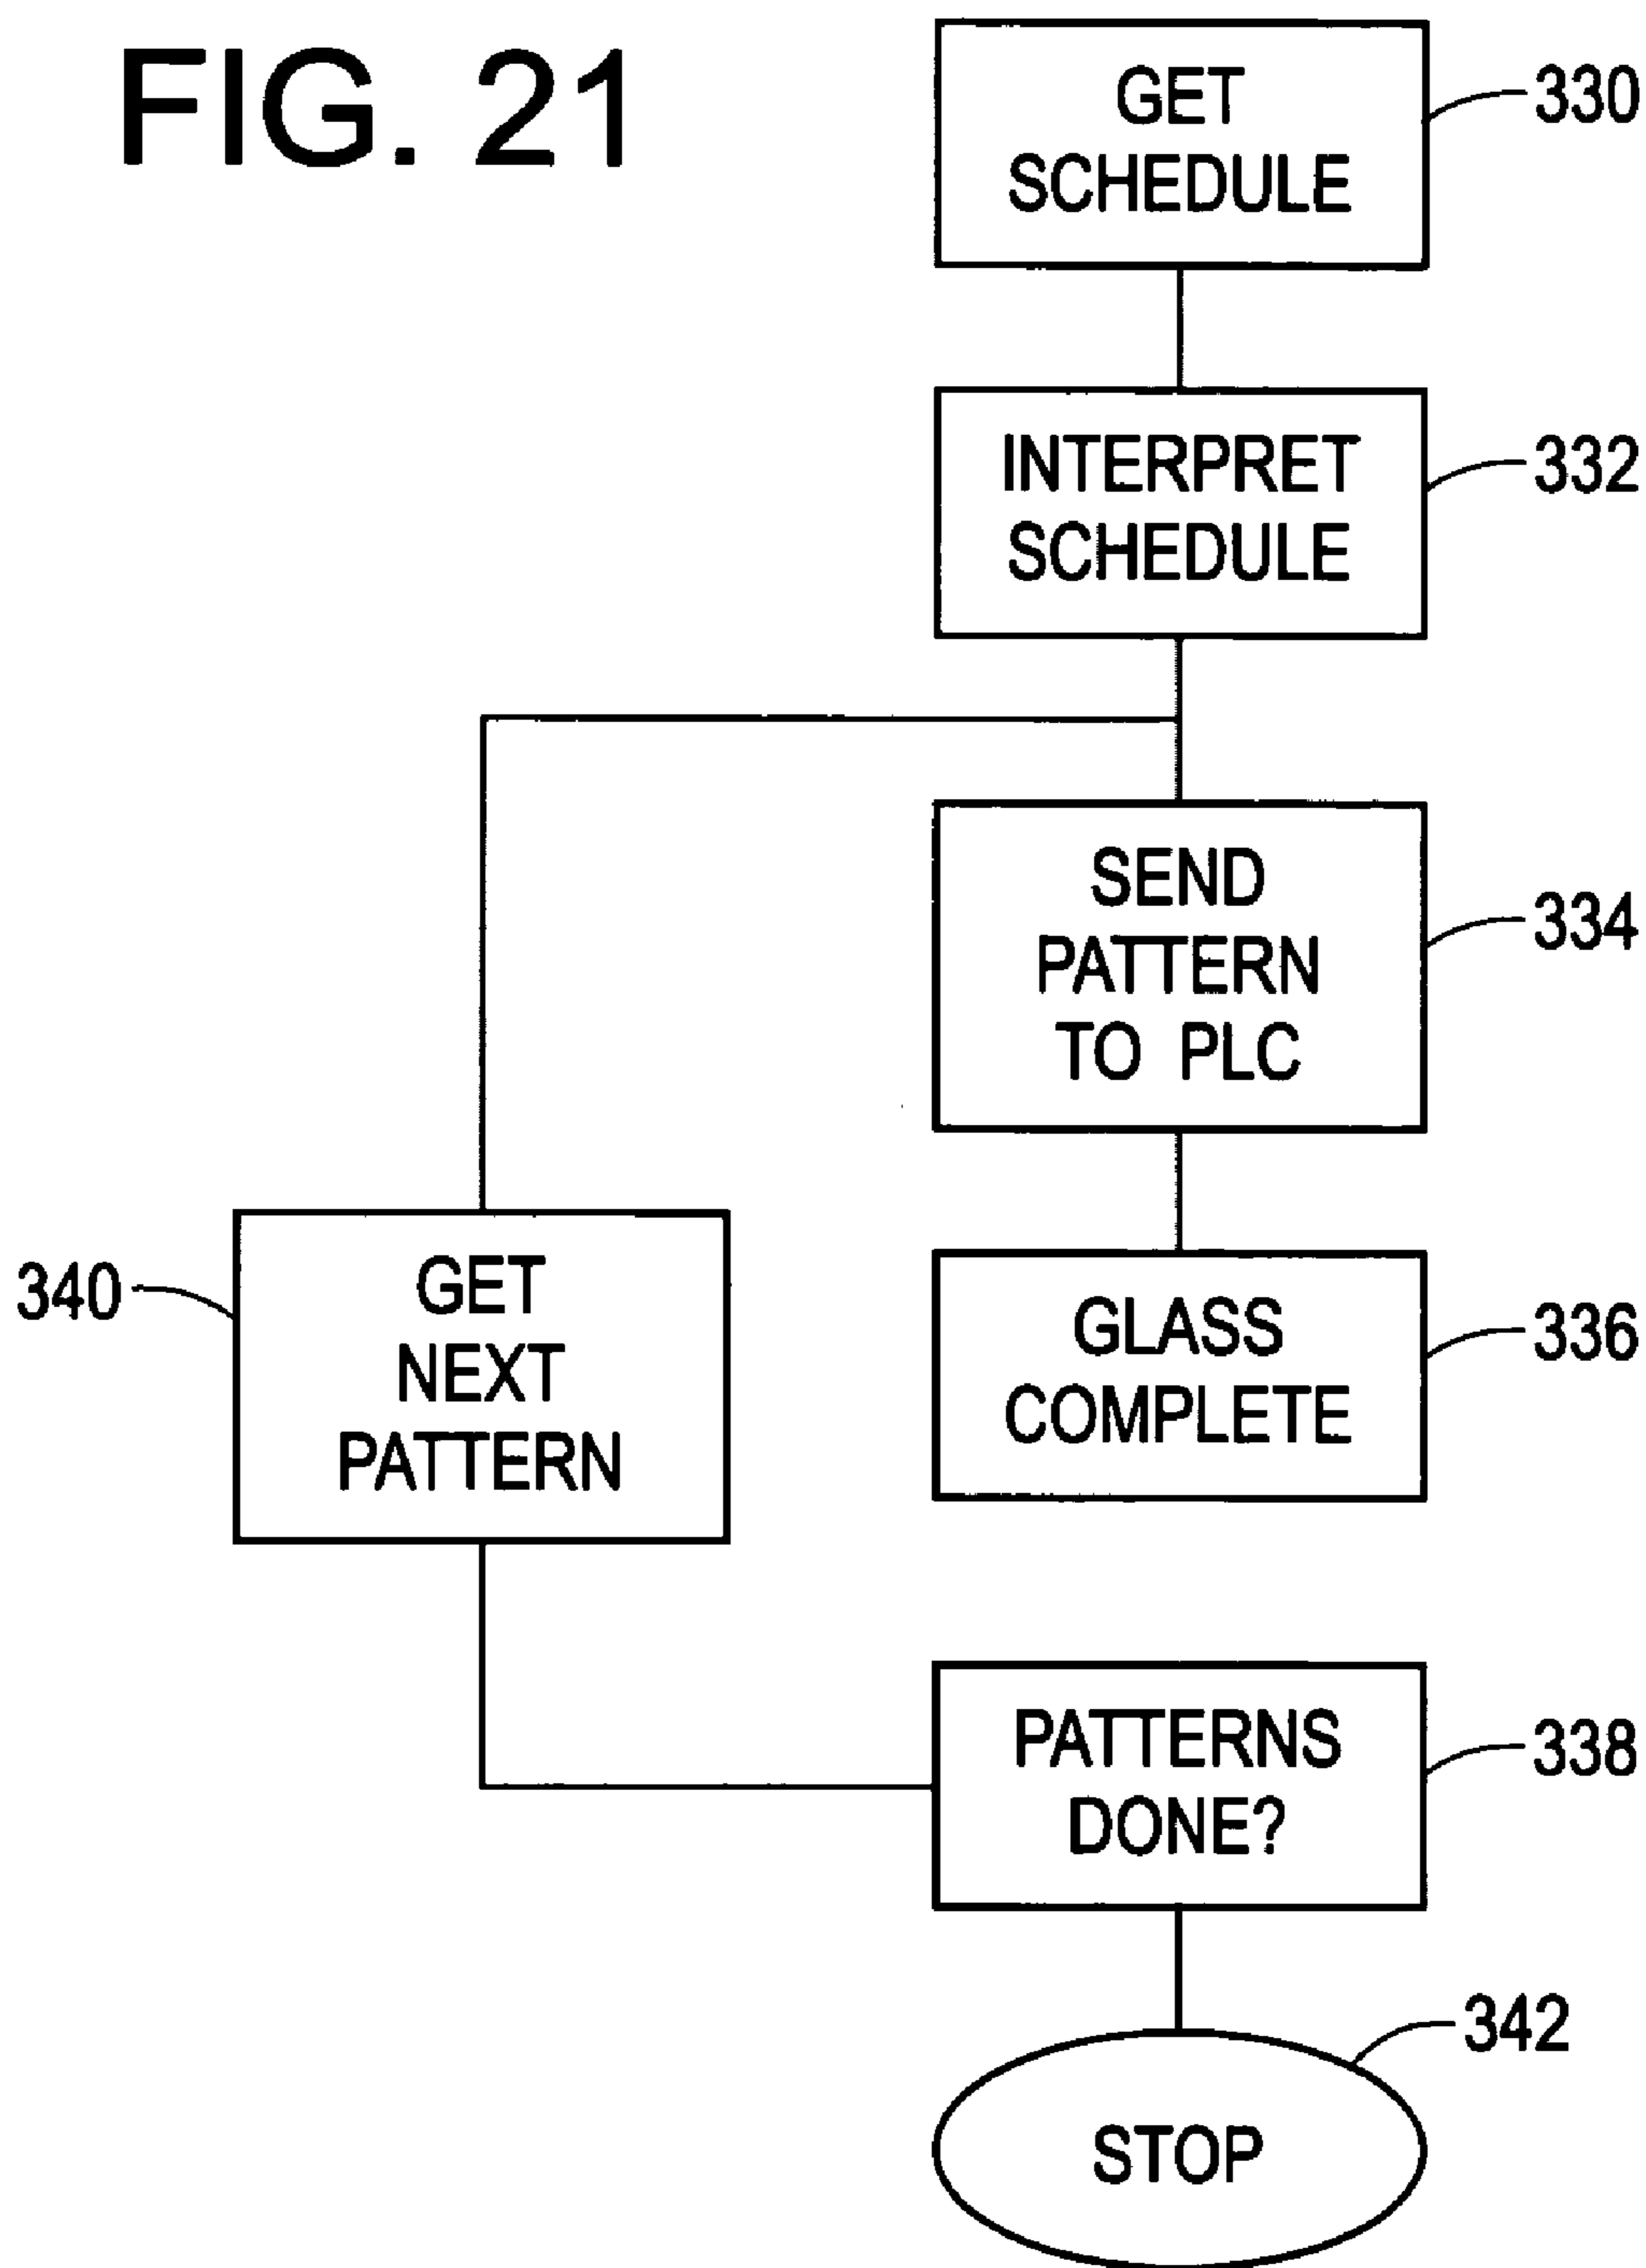 FIG. 21
GET
SCHEDULE
330
INTERPRET
SCHEDULE
332
SEND
PATTERN
TO PLC
334
340
GET
NEXT
PATTERN
GLASS
COMPLETE
336
PATTERNS
DONE?
338
342
STOP